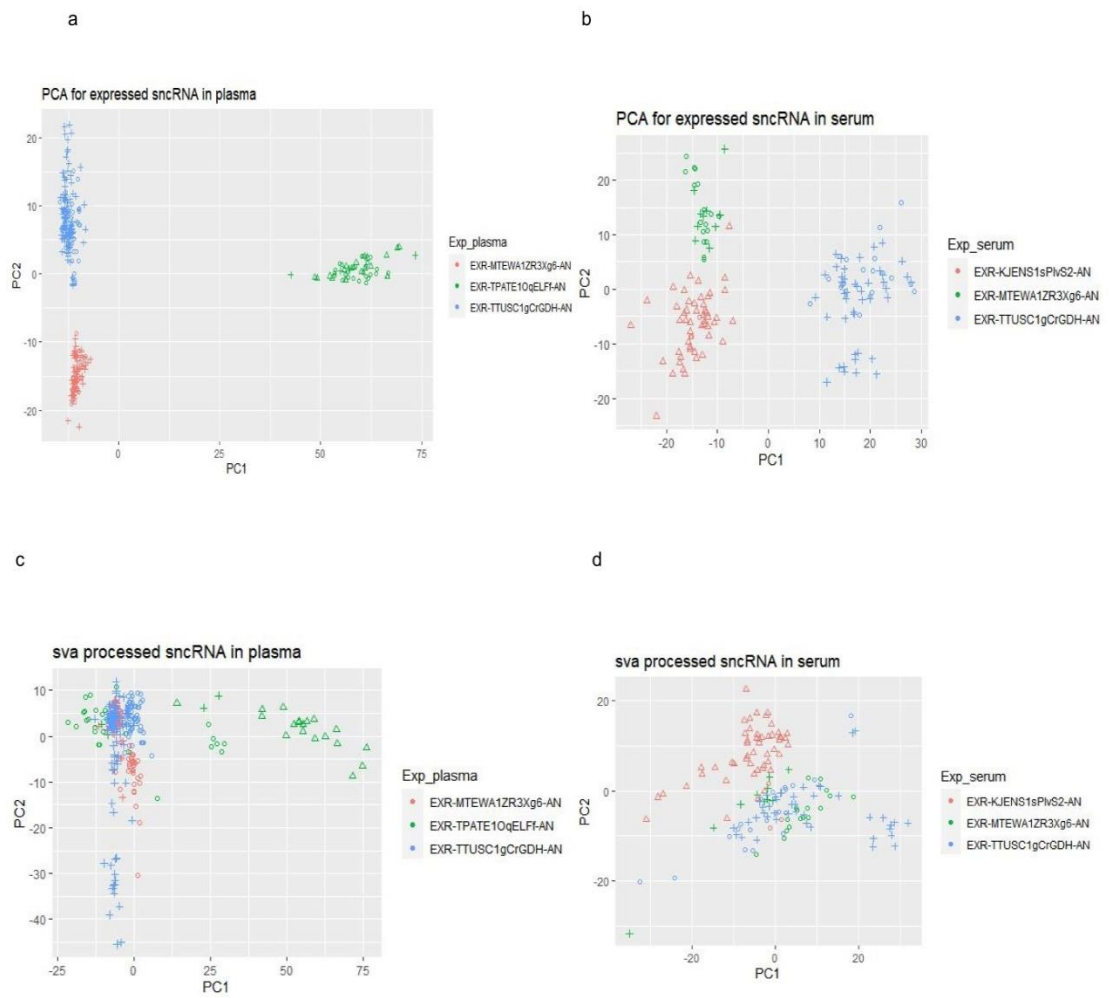 a
b
PCA for expressed sncRNA in plasma
20
10
0
-10
-20
PC2
0
25
50
75
PC1
Exp_plasma
EXR-MTEWA1ZR3Xg6-AN
EXR-TPATE1OqELFf-AN
EXR-TTUSC1gCrGDH-AN
PCA for expressed sncRNA in serum
20
10
0
-10
-20
PC2
-20
-10
0
10
20
30
PC1
Exp_serum
EXR-KJENS1sPlvS2-AN
EXR-MTEWA1ZR3Xg6-AN
EXR-TTUSC1gCrGDH-AN
c
d
sva processed sncRNA in plasma
10
0
-10
-20
-30
-40
PC2
-25
0
25
50
75
PC1
Exp_plasma
EXR-MTEWA1ZR3Xg6-AN
EXR-TPATE1OqELFf-AN
EXR-TTUSC1gCrGDH-AN
sva processed sncRNA in serum
20
0
-20
PC2
-20
0
20
PC1
Exp_serum
EXR-KJENS1sPlvS2-AN
EXR-MTEWA1ZR3Xg6-AN
EXR-TTUSC1gCrGDH-AN